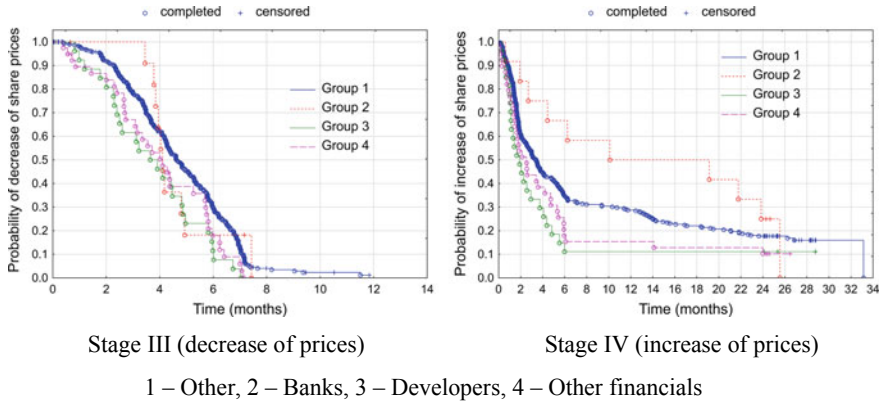 completed censored
Probability of decrease of share prices
1.0
0.9
0.8
0.7
0.6
0.5
0.4
0.3
0.2
0.1
0.0
Group 1
Group 2
Group 3
Group 4
0 2 4 6 8 10 12 14
Time (months)
Stage III (decrease of prices)
completed censored
Probability of increase of share prices
1.0
0.9
0.8
0.7
0.6
0.5
0.4
0.3
0.2
0.1
0.0
Group 1
Group 2
Group 3
Group 4
0 2 4 6 8 10 12 14 16 18 20 22 24 26 28 30 32 34
Time (months)
Stage IV (increase of prices)
1 – Other, 2 – Banks, 3 – Developers, 4 – Other financials